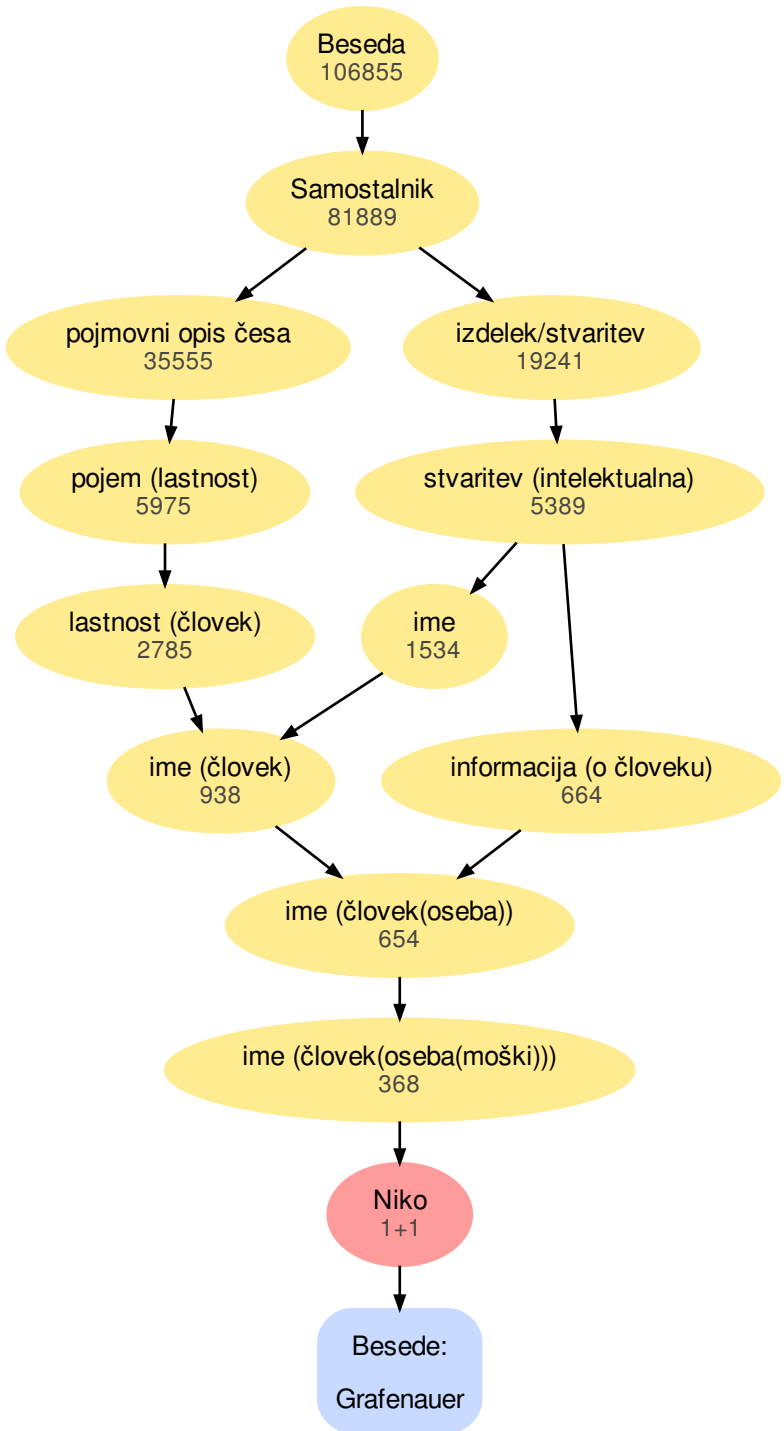 Beseda
106855
Samostalnik
81889
pojmovni opis česa
35555
izdelek/stvaritev
19241
pojem (lastnost)
5975
stvaritev (intelektualna)
5389
lastnost (človek)
2785
ime
1534
ime (človek)
938
informacija (o človeku)
664
ime (človek(oseba))
654
ime (človek(oseba(moški)))
368
Niko
1+1
Besede:
Grafenauer